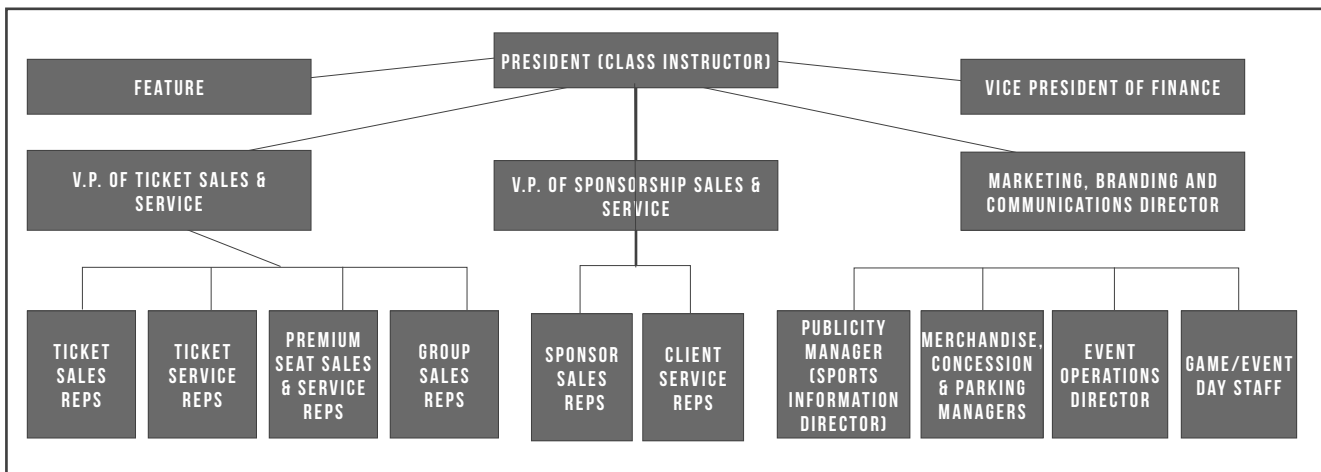 PRESIDENT (CLASS INSTRUCTOR)
FEATURE
VICE PRESIDENT OF FINANCE
V.P. OF TICKET SALES &
SERVICE
V.P. OF SPONSORSHIP SALES &
SERVICE
MARKETING, BRANDING AND
COMMUNICATIONS DIRECTOR
TICKET
SALES
REPS
TICKET
SERVICE
REPS
PREMIUM
SEAT SALES
& SERVICE
REPS
GROUP
SALES
REPS
SPONSOR
SALES
REPS
CLIENT
SERVICE
REPS
PUBLICITY
MANAGER
(SPORTS
INFORMATION
DIRECTOR)
MERCHANDISE,
CONCESSION
& PARKING
MANAGERS
EVENT
OPERATIONS
DIRECTOR
GAME/EVENT
DAY STAFF